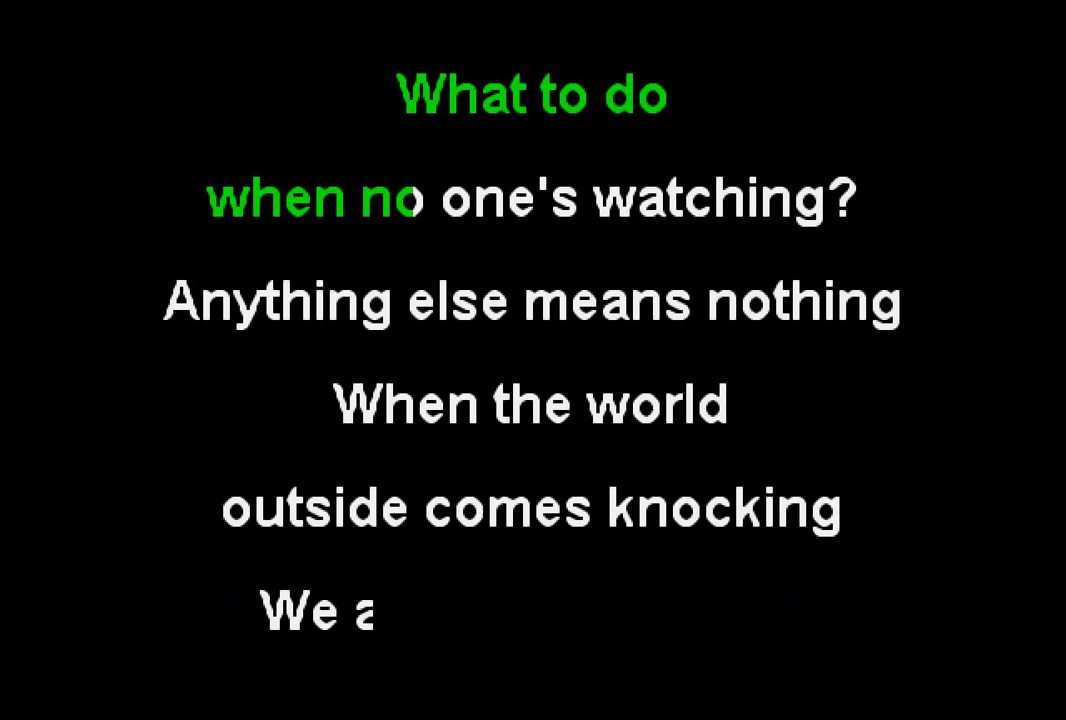 What to do
when no one's watching?
Anything else means nothing
When the world
outside comes knocking
We a